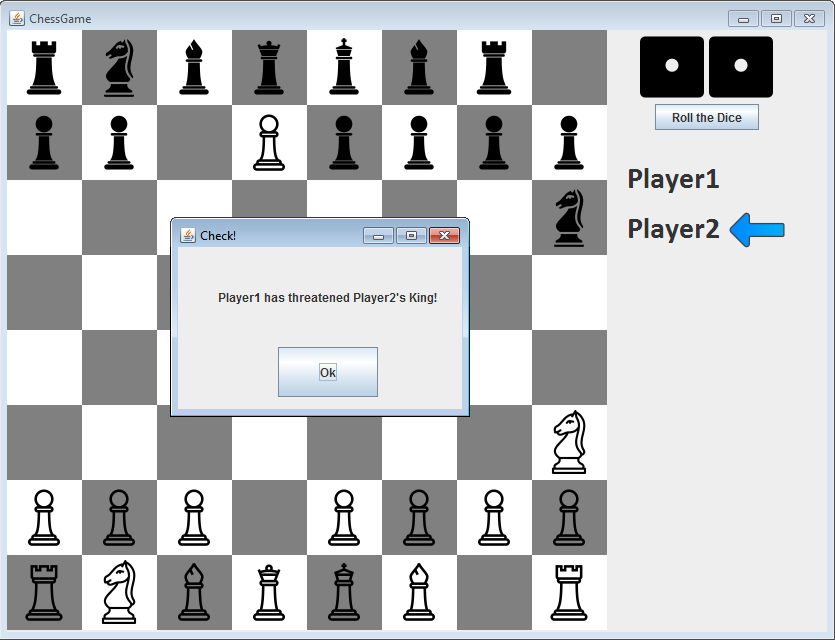 ChessGame
Roll the Dice
Player1
Player2
Check!
Player1 has threatened Player2's King!
Ok